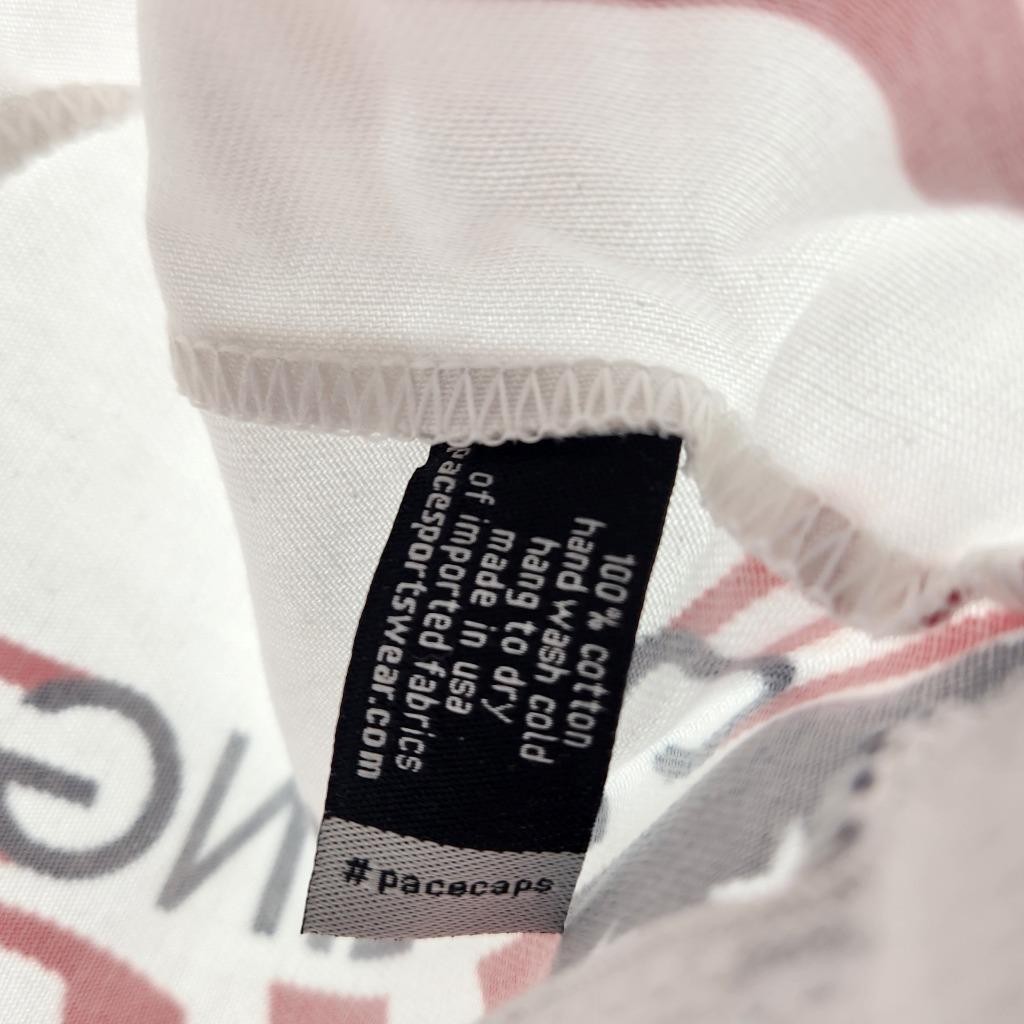 100% cotton
hand wash cold
hang to dry
made in usa
of imported fabrics
pacesportswear.com
#pacecaps